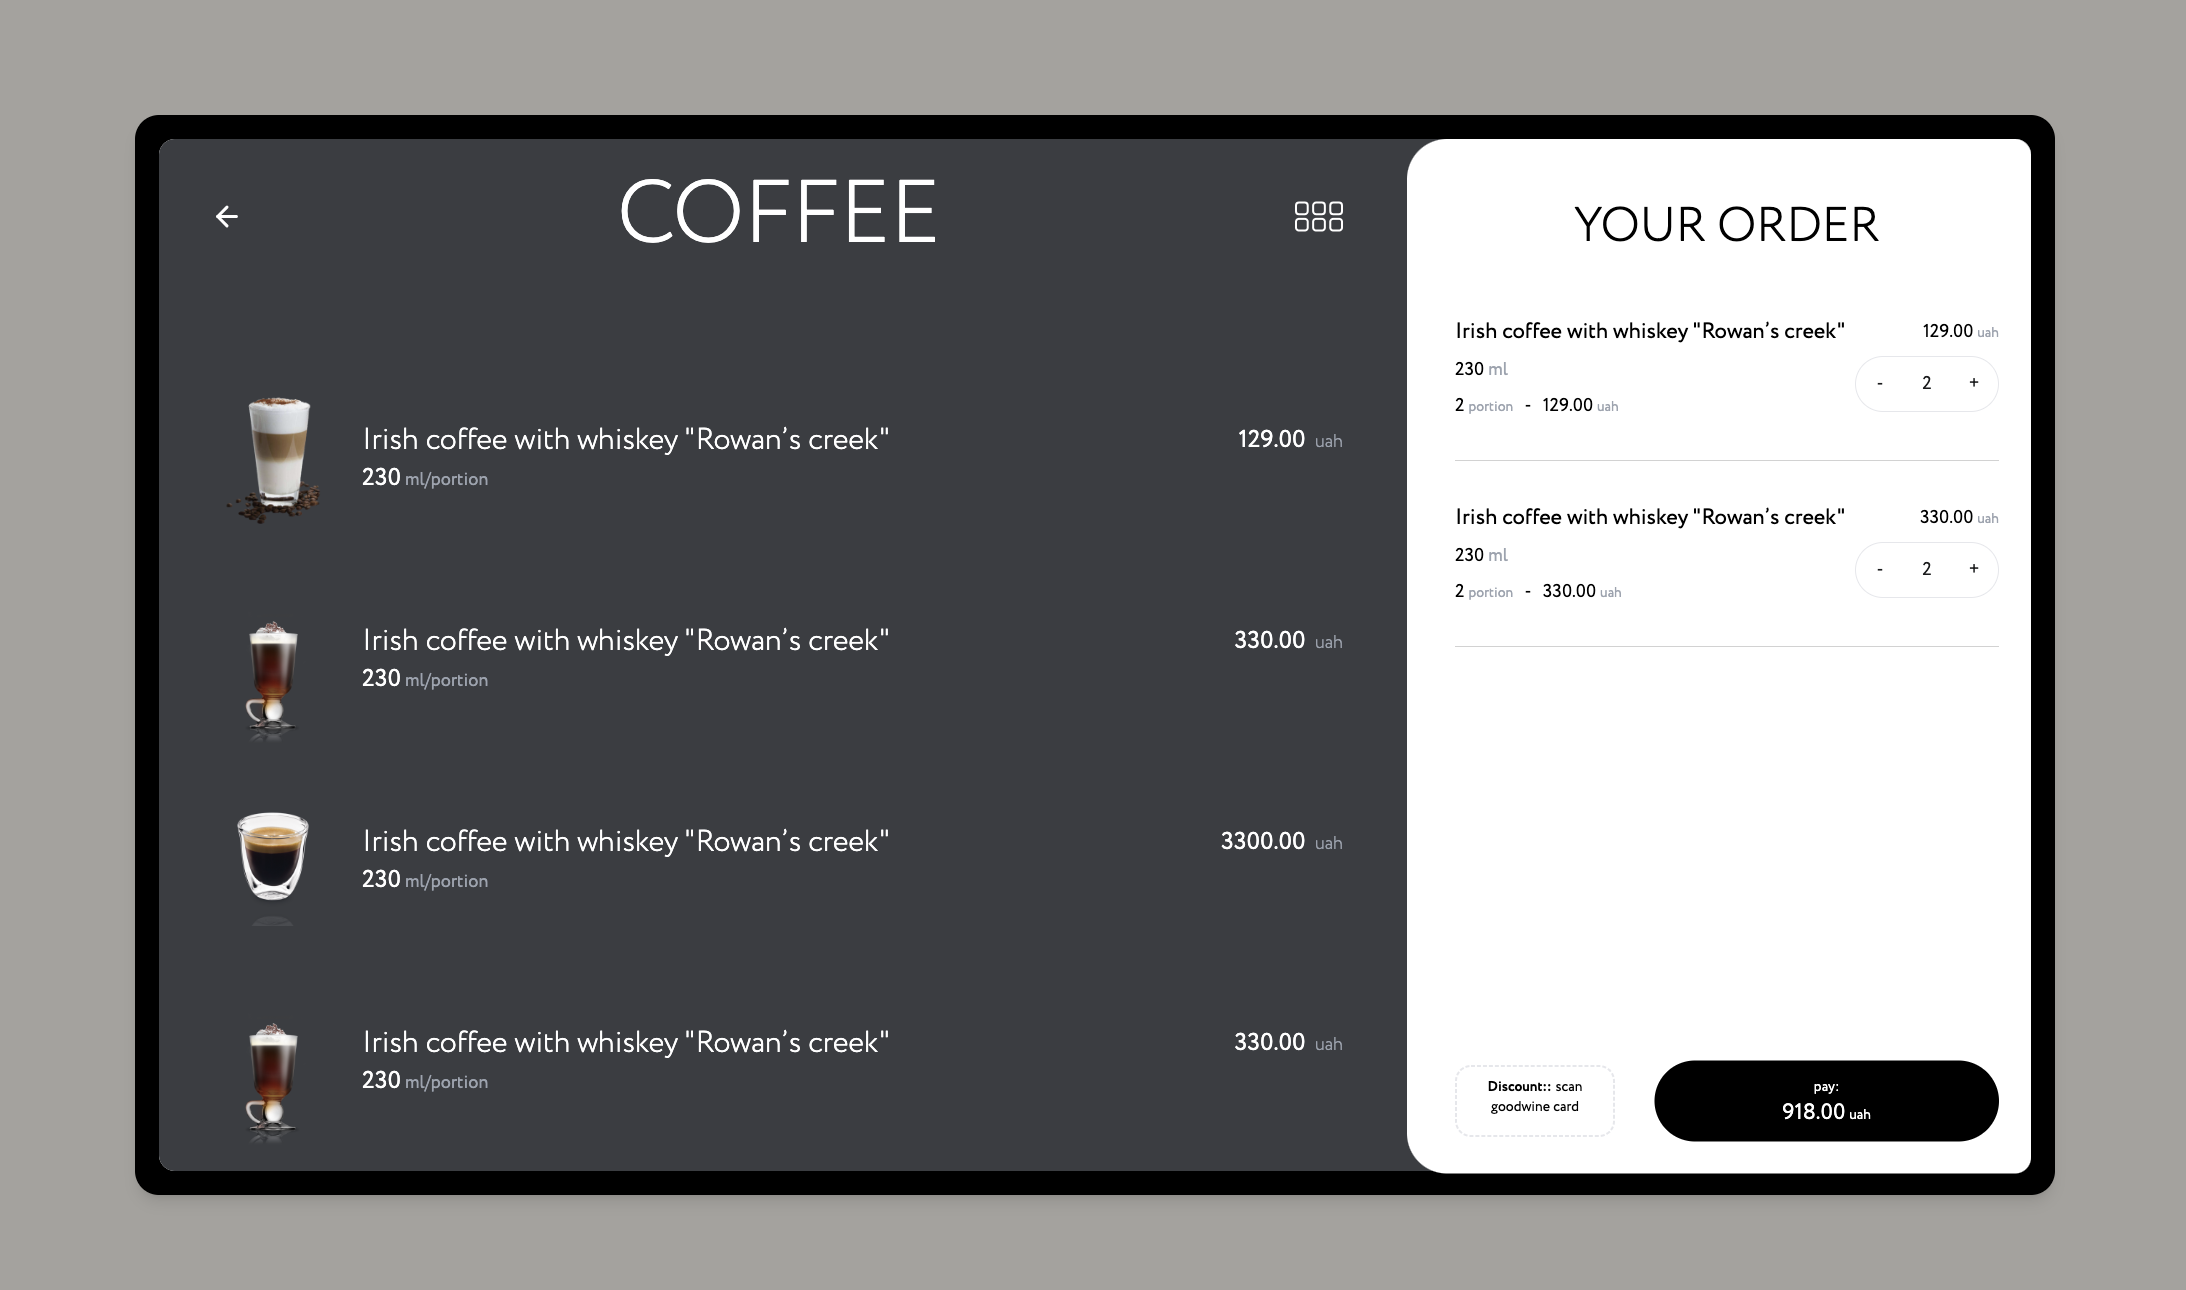 COFFEE
Irish coffee with whiskey "Rowan’s creek"
129.00 uah
230 ml/portion
Irish coffee with whiskey "Rowan’s creek"
330.00 uah
230 ml/portion
Irish coffee with whiskey "Rowan’s creek"
3300.00 uah
230 ml/portion
Irish coffee with whiskey "Rowan’s creek"
330.00 uah
230 ml/portion
YOUR ORDER
Irish coffee with whiskey "Rowan’s creek"
129.00 uah
230 ml
- 2 +
2 portion - 129.00 uah
Irish coffee with whiskey "Rowan’s creek"
330.00 uah
230 ml
- 2 +
2 portion - 330.00 uah
Discount:: scan
goodwine card
pay:
918.00 uah